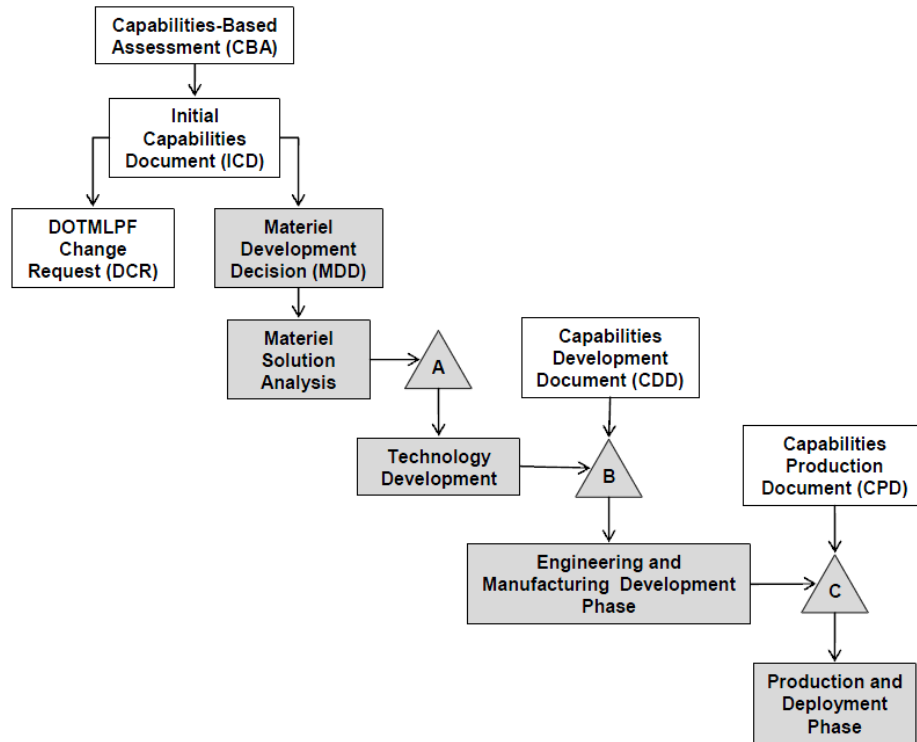 Capabilities-Based
Assessment (CBA)
Initial
Capabilities
Document (ICD)
DOTMLPF
Change
Request (DCR)
Materiel
Development
Decision (MDD)
Materiel
Solution
Analysis
A
Capabilities
Development
Document (CDD)
Technology
Development
B
Capabilities
Production
Document (CPD)
Engineering and
Manufacturing Development
Phase
C
Production and
Deployment
Phase